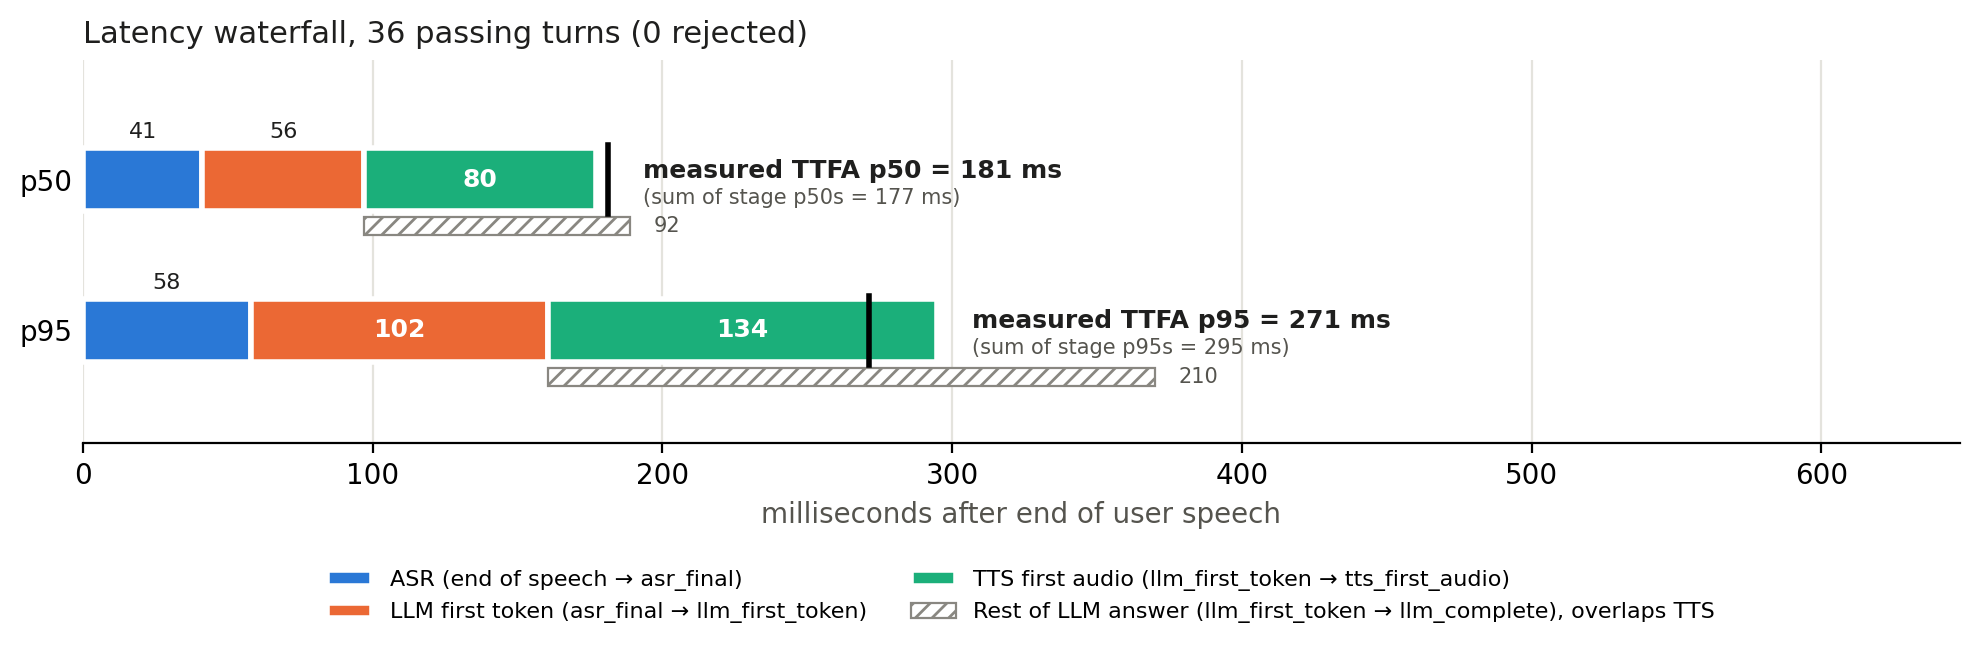 Latency waterfall, 36 passing turns (0 rejected)
41 56
p50 80 measured TTFA p50 = 181 ms
(sum of stage p50s = 177 ms)
92
58
p95 102 134 measured TTFA p95 = 271 ms
(sum of stage p95s = 295 ms)
210
0 100 200 300 400 500 600
milliseconds after end of user speech
ASR (end of speech → asr_final)
LLM first token (asr_final → llm_first_token)
TTS first audio (llm_first_token → tts_first_audio)
Rest of LLM answer (llm_first_token → llm_complete), overlaps TTS